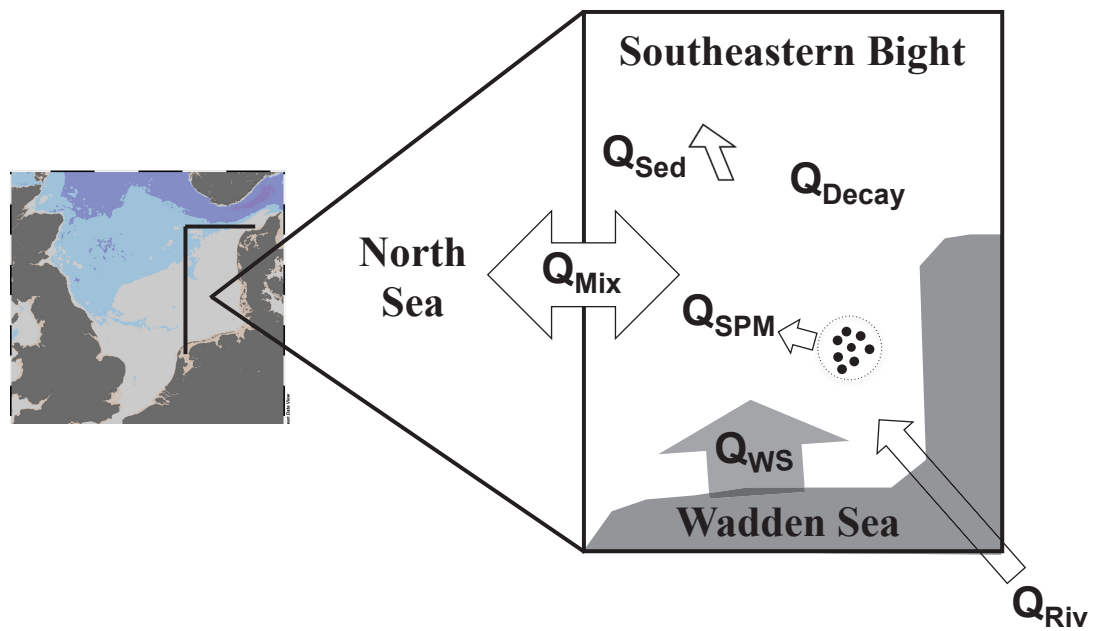 Southeastern Bight
QSed
QDecay
North
Sea
QMix
QSPM
QWS
Wadden Sea
QRiv